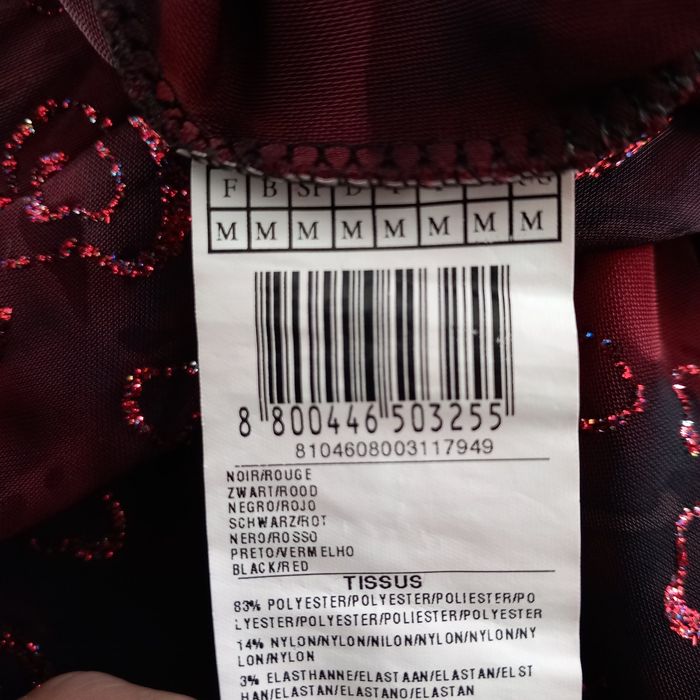 F B SP D
M M M M M M M M
8 800446 503255
8104608003117949
NOIR/ROUGE
ZWART/ROOD
NEGRO/ROJO
SCHWARZ/ROT
NERO/ROSSO
PRETO/VERMELHO
BLACK/RED
TISSUS
83% POLYESTER/POLYESTER/POLIESTER/PO
LYESTER/POLYESTER/POLIESTER/POLYESTER
14% NYLON/NYLON/NILON/NYLON/NYLON/NY
LON/NYLON
3% ELASTHANNE/ELASTAAN/ELASTAN/ELST
HAN/ELASTAN/ELASTANO/ELASTAN